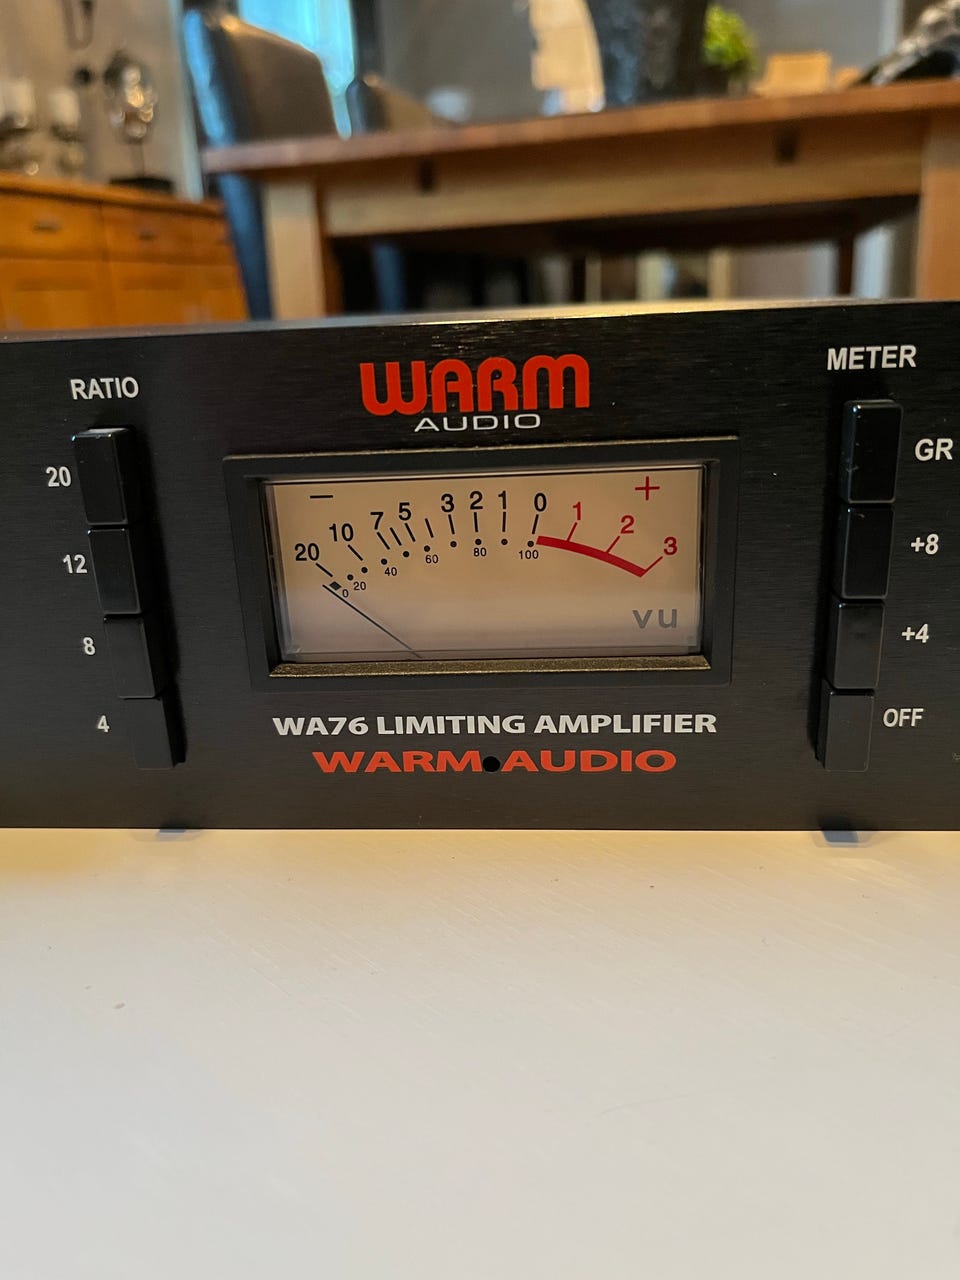 RATIO
20
12
8
4
WARM
AUDIO
− +
20 10 7 5 3 2 1 0 1 2 3
0 20 40 60 80 100
vu
WA76 LIMITING AMPLIFIER
WARM AUDIO
METER
GR
+8
+4
OFF